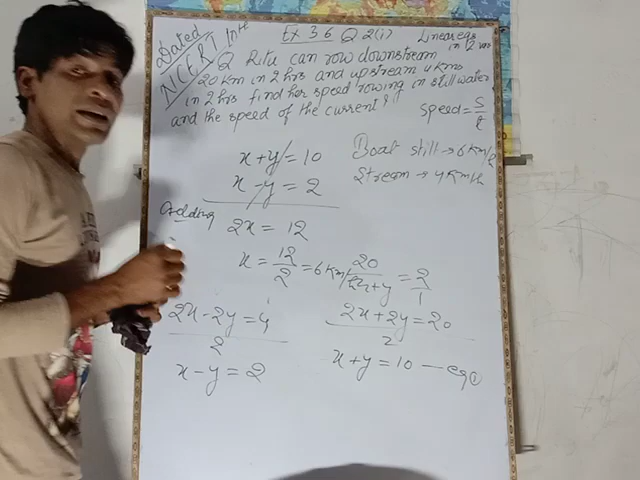 Dated
NCERT Intt
Ex 3.6 Q 2(i)
Linear eqs
in 2 vars
Q Ritu can row downstream
20 km in 2 hrs and upstream 4 kms
in 2 hrs find her speed rowing in still water
and the speed of the current?
Speed = S/t
x + y = 10
x - y = 2
Boat still → 6 km/h
Stream → 4 km/h
Adding 2x = 12
x = 12/2 = 6 km/
20/x + y = 2/1
2x - 2y = 4
2
x - y = 2
2x + 2y = 20
2
x + y = 10 — eq ①